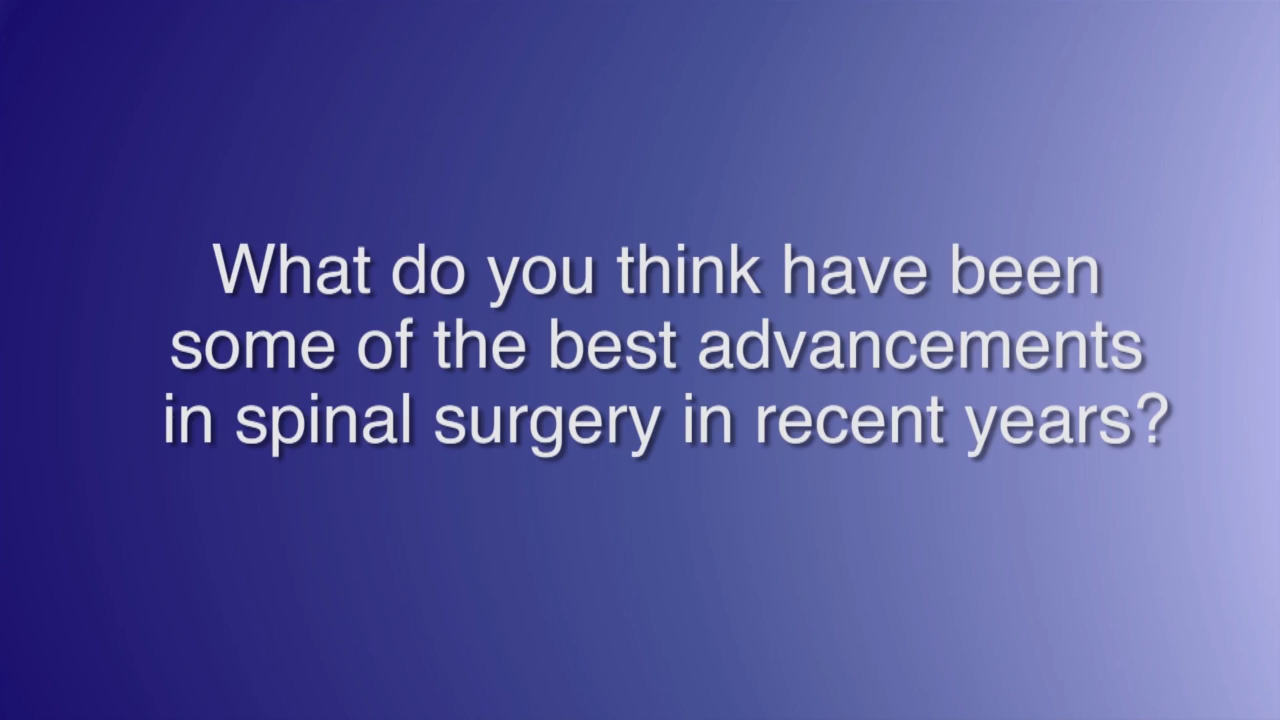 What do you think have been
some of the best advancements
in spinal surgery in recent years?